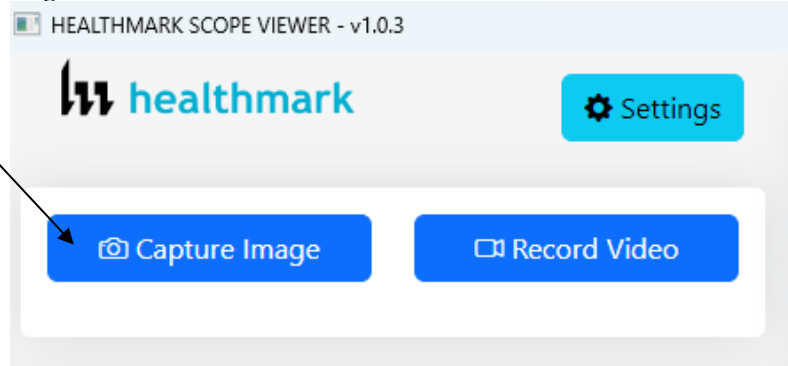 HEALTHMARK SCOPE VIEWER - v1.0.3
healthmark
Settings
Capture Image
Record Video